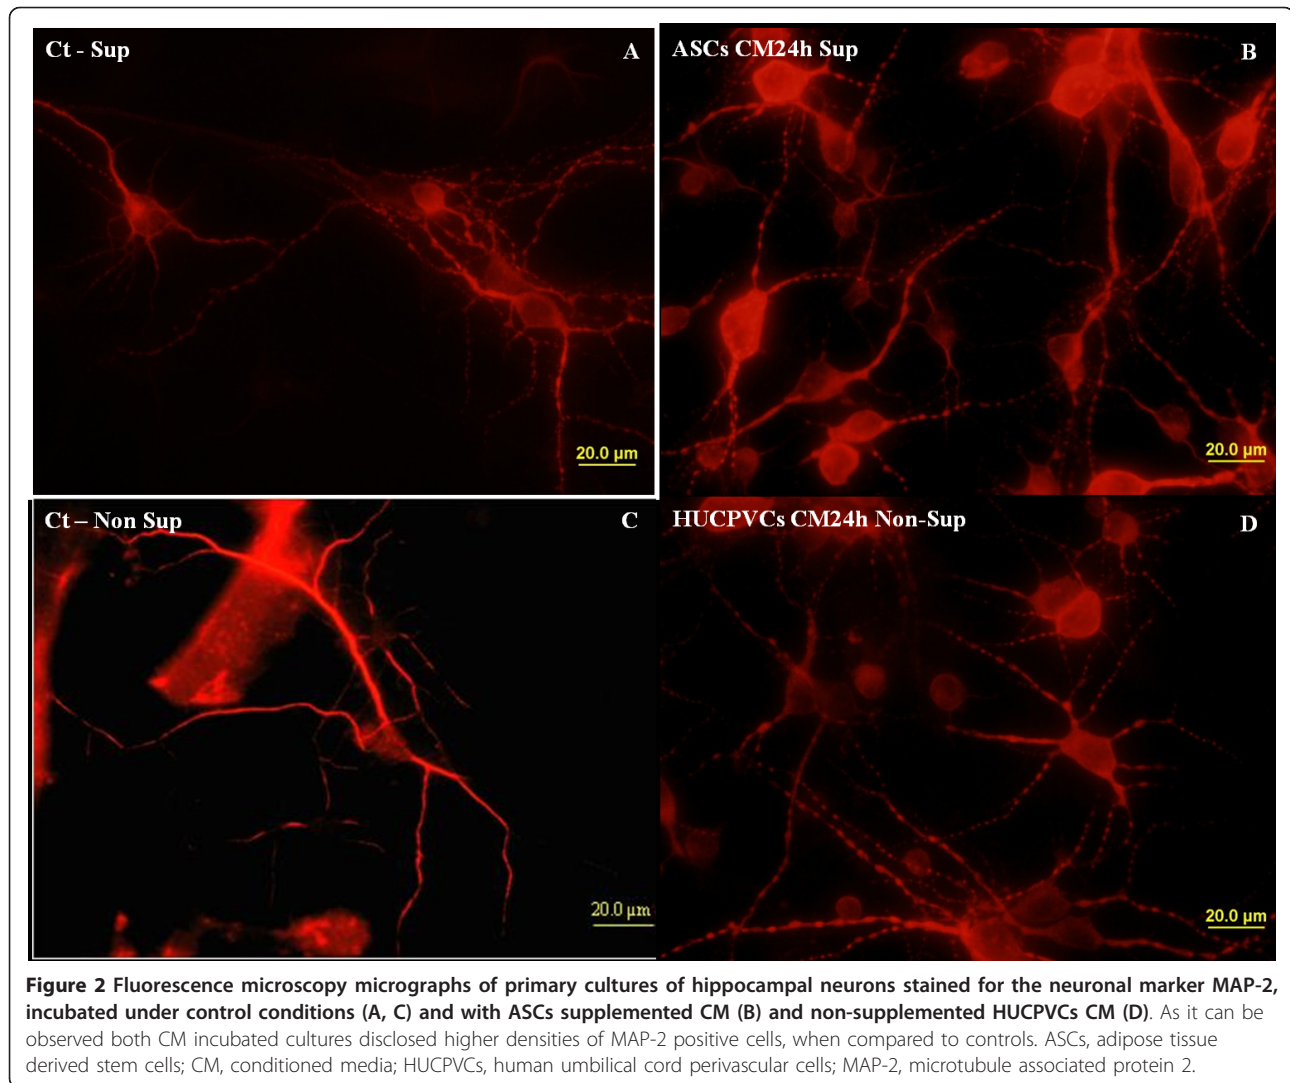 Ct - Sup
A
ASCs CM24h Sup
B
20.0 µm
20.0 µm
Ct – Non Sup
C
HUCPVCs CM24h Non-Sup
D
20.0 µm
20.0 µm
Figure 2 Fluorescence microscopy micrographs of primary cultures of hippocampal neurons stained for the neuronal marker MAP-2,
incubated under control conditions (A, C) and with ASCs supplemented CM (B) and non-supplemented HUCPVCs CM (D). As it can be
observed both CM incubated cultures disclosed higher densities of MAP-2 positive cells, when compared to controls. ASCs, adipose tissue
derived stem cells; CM, conditioned media; HUCPVCs, human umbilical cord perivascular cells; MAP-2, microtubule associated protein 2.